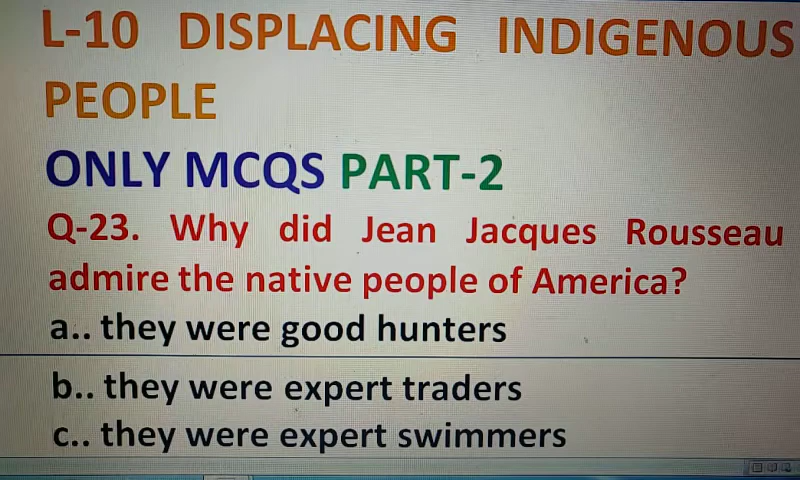 L-10 DISPLACING INDIGENOUS
PEOPLE
ONLY MCQS PART-2
Q-23. Why did Jean Jacques Rousseau
admire the native people of America?
a.. they were good hunters
b.. they were expert traders
c.. they were expert swimmers